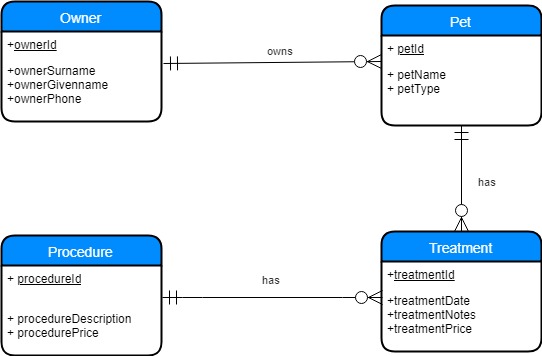 Owner
+ownerId
+ownerSurname
+ownerGivenname
+ownerPhone
owns
Pet
+ petId
+ petName
+ petType
has
Procedure
+ procedureId
+ procedureDescription
+ procedurePrice
has
Treatment
+treatmentId
+treatmentDate
+treatmentNotes
+treatmentPrice